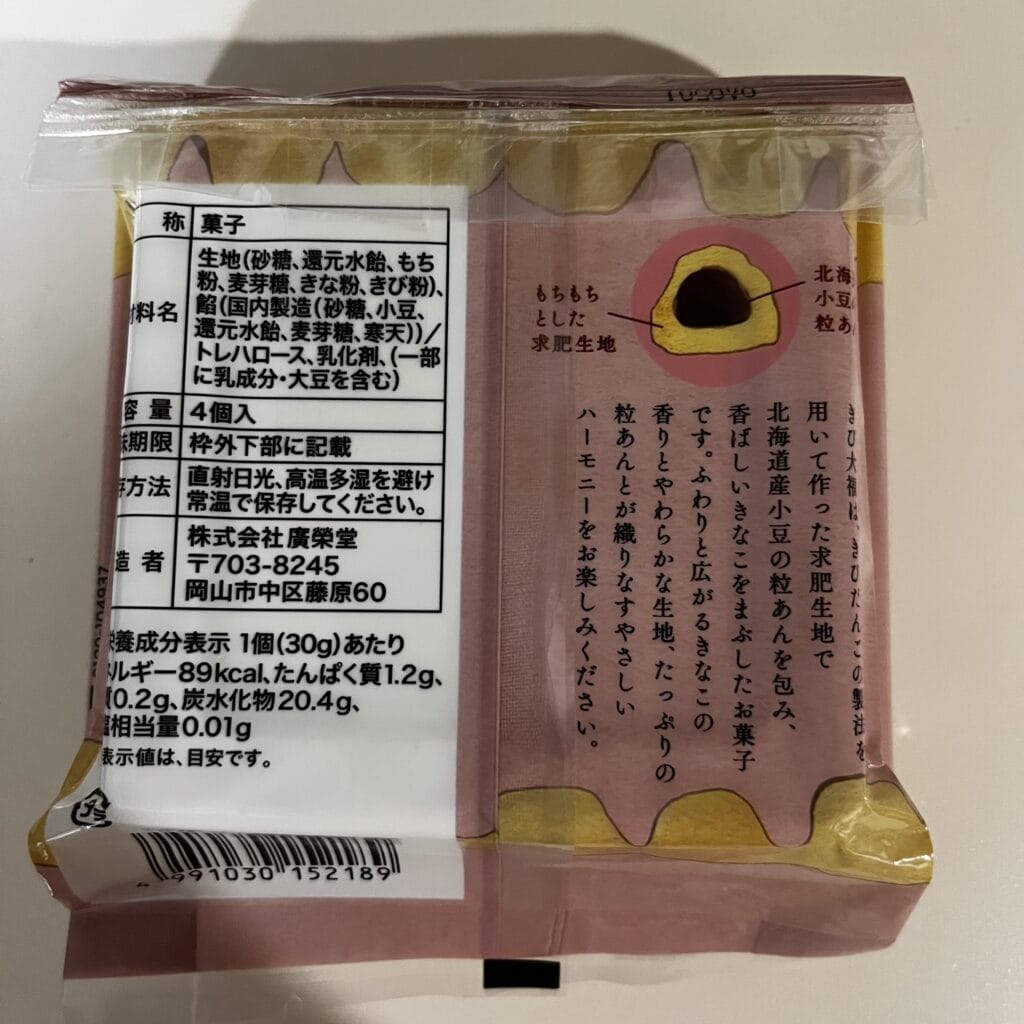 称 菓子
材料名 生地(砂糖、還元水飴、もち
粉、麦芽糖、きな粉、きび粉)、
餡(国内製造(砂糖、小豆、
還元水飴、麦芽糖、寒天))/
トレハロース、乳化剤、(一部
に乳成分・大豆を含む)
容量 4個入
味期限 枠外下部に記載
存方法 直射日光、高温多湿を避け
常温で保存してください。
造者 株式会社 廣榮堂
〒703-8245
岡山市中区藤原60
栄養成分表示 1個(30g)あたり
ルギー89kcal、たんぱく質1.2g、
質0.2g、炭水化物20.4g、
塩相当量0.01g
表示値は、目安です。
4 991030 152189
もちもち
とした
求肥生地
北海
小豆
粒あ
きび大福は、きびだんごの製法を
用いて作った求肥生地で
北海道産小豆の粒あんを包み、
香ばしいきなこをまぶしたお菓子
です。ふわりと広がるきなこの
香りとやわらかな生地、たっぷりの
粒あんとが織りなすやさしい
ハーモニーをお楽しみください。